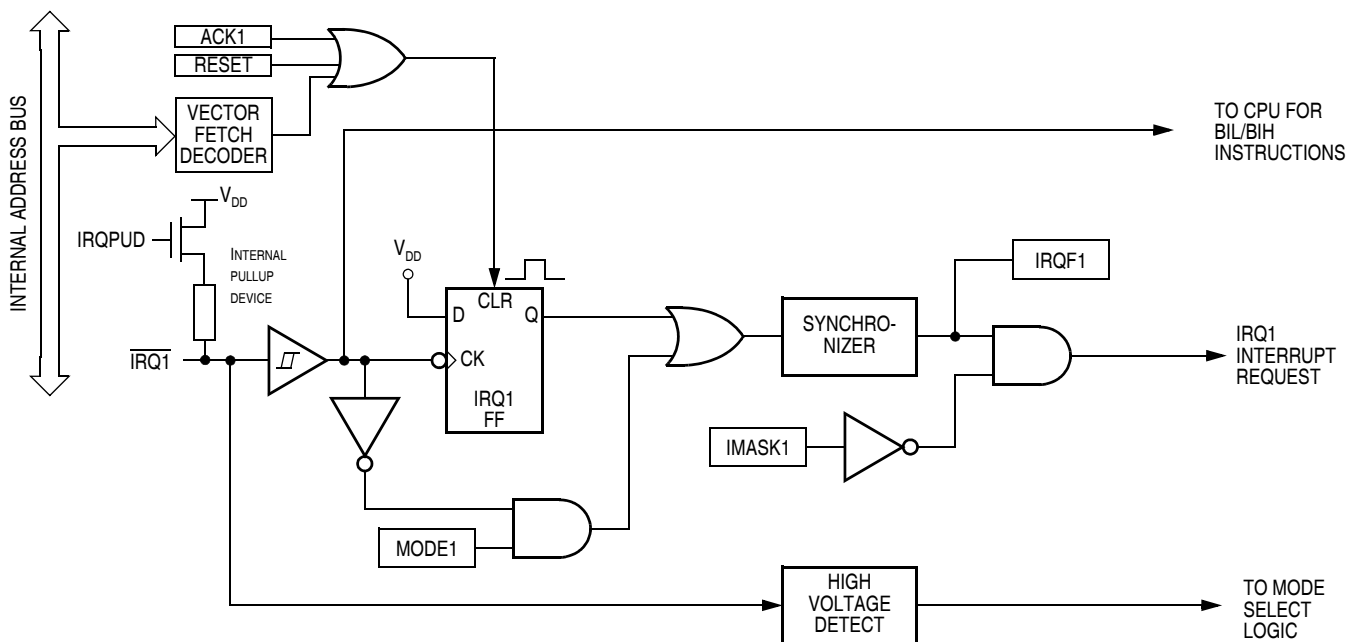 INTERNAL ADDRESS BUS
ACK1
RESET
VECTOR
FETCH
DECODER
TO CPU FOR
BIL/BIH
INSTRUCTIONS
VDD
IRQPUD
INTERNAL
PULLUP
DEVICE
IRQ1
VDD
D
CLR
Q
CK
IRQ1
FF
SYNCHRO-
NIZER
IRQF1
IRQ1
INTERRUPT
REQUEST
IMASK1
MODE1
HIGH
VOLTAGE
DETECT
TO MODE
SELECT
LOGIC